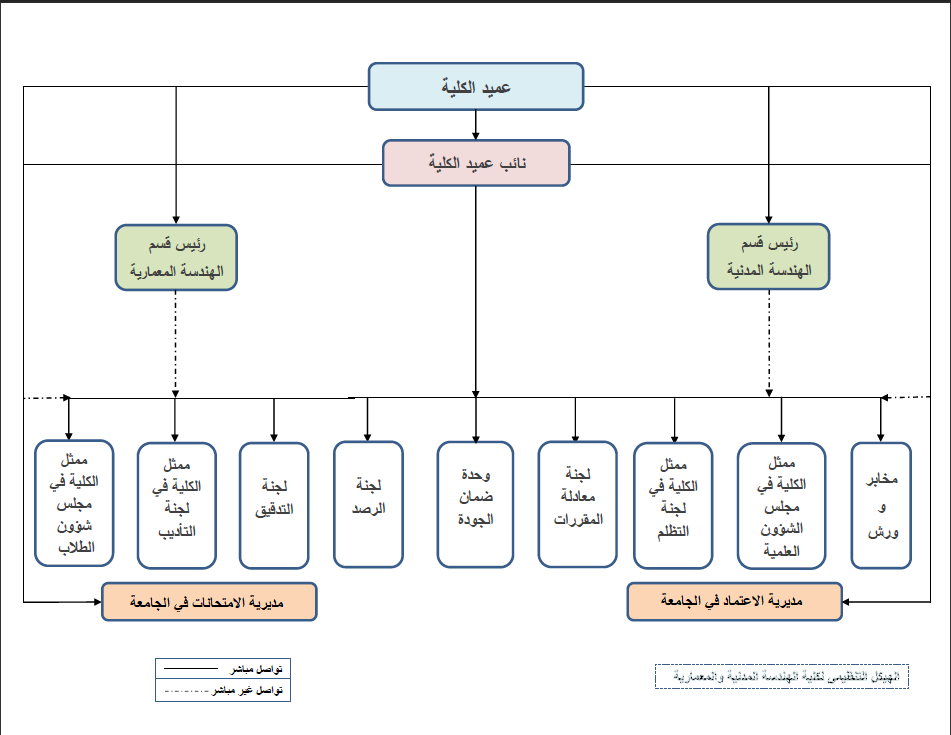 عميد الكلية
نائب عميد الكلية
رئيس قسم
الهندسة المدنية
رئيس قسم
الهندسة المعمارية
مخابر
و
ورش
ممثل
الكلية في
مجلس
الشؤون
العلمية
ممثل
الكلية في
لجنة
التظلم
لجنة
معادلة
المقررات
وحدة
ضمان
الجودة
لجنة
الرصد
لجنة
التدقيق
ممثل
الكلية في
لجنة
التأديب
ممثل
الكلية في
مجلس
شؤون
الطلاب
مديرية الاعتماد في الجامعة
مديرية الامتحانات في الجامعة
الهيكل التنظيمي لكلية الهندسة المدنية والمعمارية
تواصل مباشر
تواصل غير مباشر